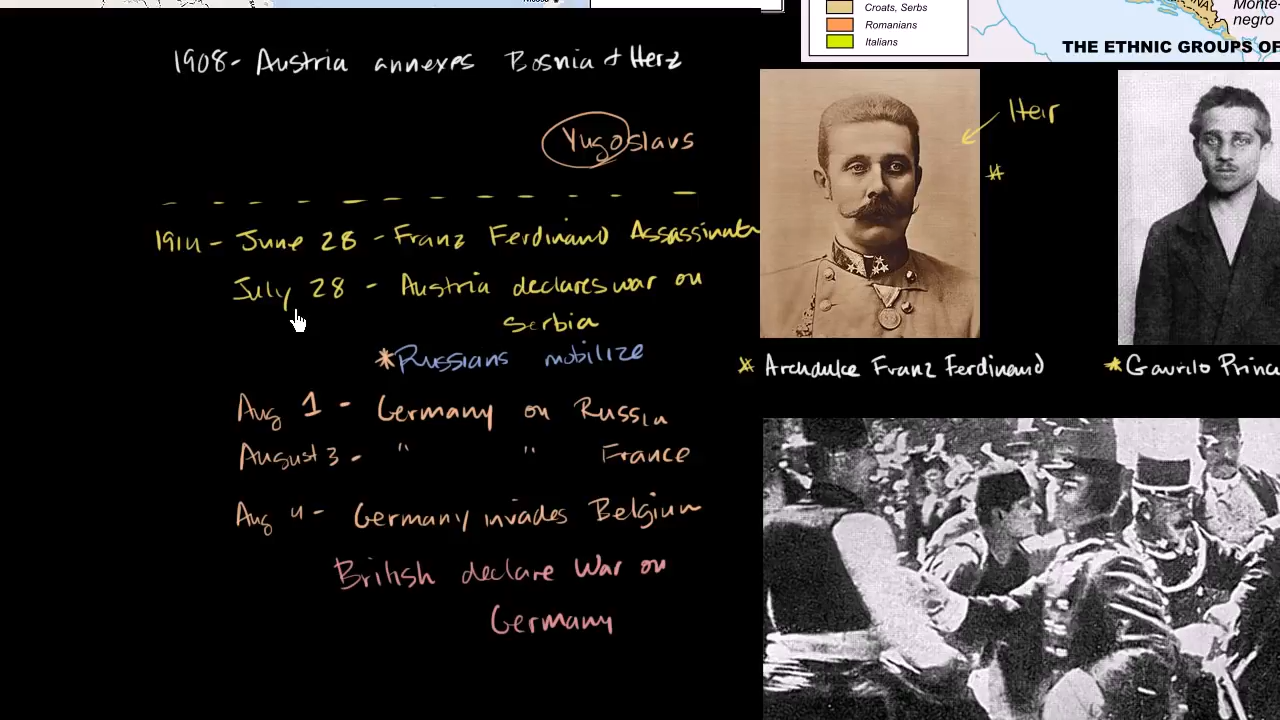 Croats, Serbs
Romanians
Italians
Monte-
negro
THE ETHNIC GROUPS OF
1908- Austria annexes Bosnia + Herz
Yugoslavs
Heir
1914 - June 28 - Franz Ferdinand Assassinate
July 28 - Austria declares war on
Serbia
*Russians mobilize
* Archduke Franz Ferdinand
*Gavrilo Princ
Aug 1 - Germany on Russia
August 3 - " " France
Aug 4 - Germany invades Belgium
British declare War on
Germany